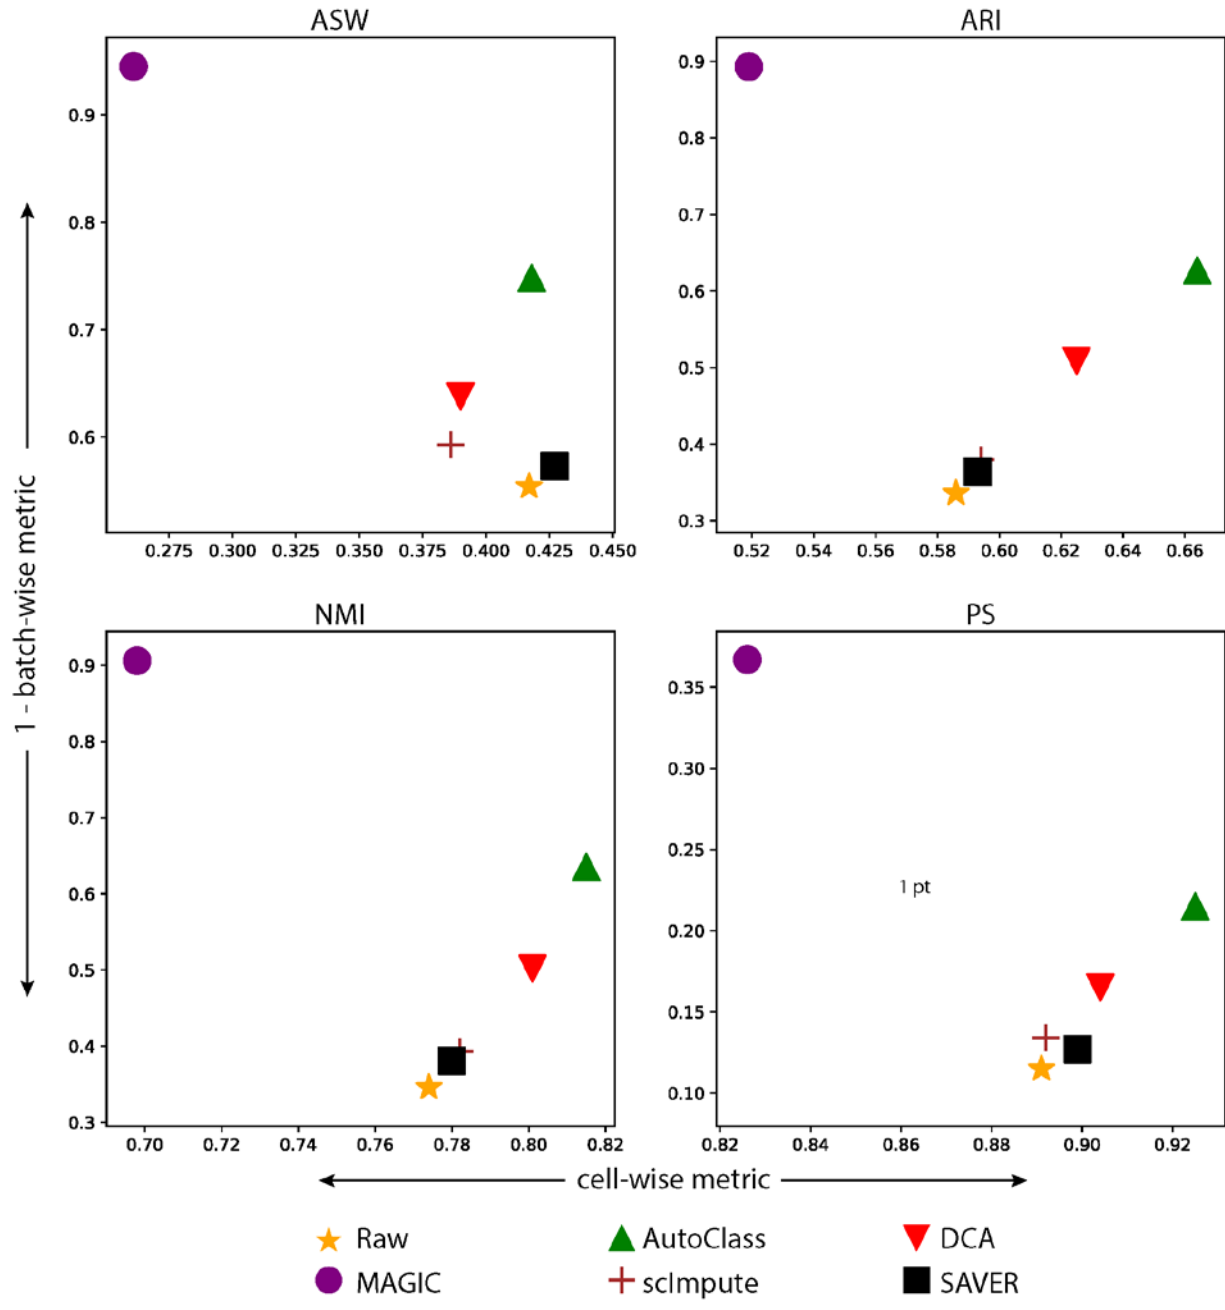 ASW
ARI
0.9
0.8
0.7
0.6
0.275 0.300 0.325 0.350 0.375 0.400 0.425 0.450
0.9
0.8
0.7
0.6
0.5
0.4
0.3
0.52 0.54 0.56 0.58 0.60 0.62 0.64 0.66
1 - batch-wise metric
NMI
PS
0.9
0.8
0.7
0.6
0.5
0.4
0.3
0.70 0.72 0.74 0.76 0.78 0.80 0.82
0.35
0.30
0.25
0.20
0.15
0.10
1 pt
0.82 0.84 0.86 0.88 0.90 0.92
cell-wise metric
Raw AutoClass DCA
MAGIC scImpute SAVER